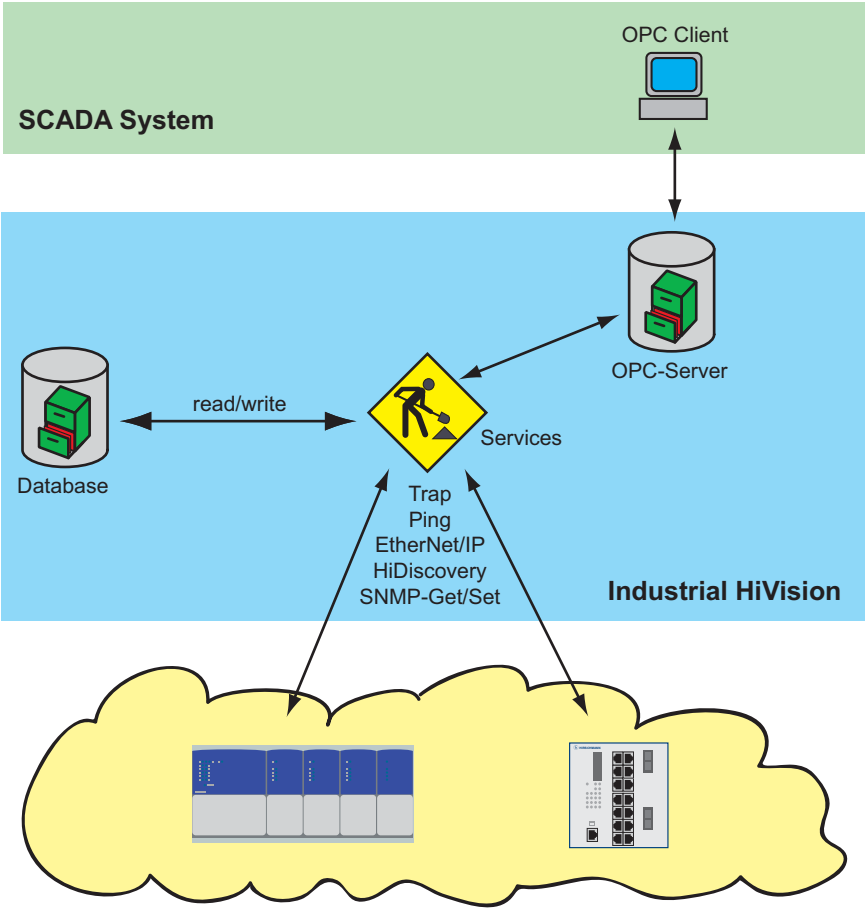 OPC Client
SCADA System
OPC-Server
read/write
Services
Database
Trap
Ping
EtherNet/IP
HiDiscovery
SNMP-Get/Set
Industrial HiVision